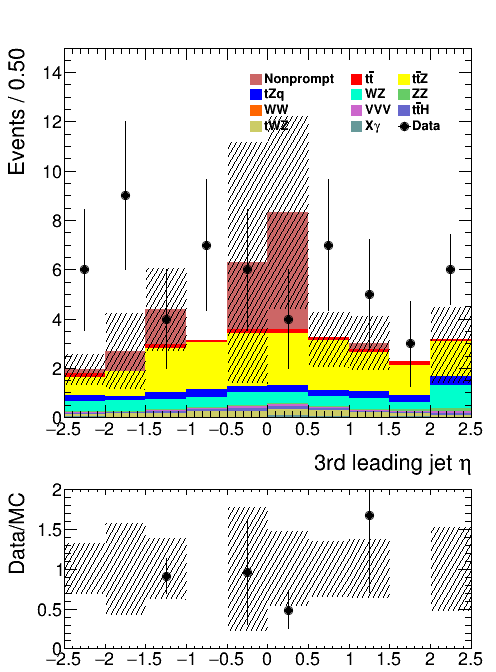 Events / 0.50
14
12
10
8
6
4
2
0
Nonprompt tt̄ tt̄Z
tZq WZ ZZ
WW VVV tt̄H
tWZ Xγ Data
−2.5 −2 −1.5 −1 −0.5 0 0.5 1 1.5 2 2.5
3rd leading jet η
Data/MC
2
1.5
1
0.5
0
−2.5 −2 −1.5 −1 −0.5 0 0.5 1 1.5 2 2.5